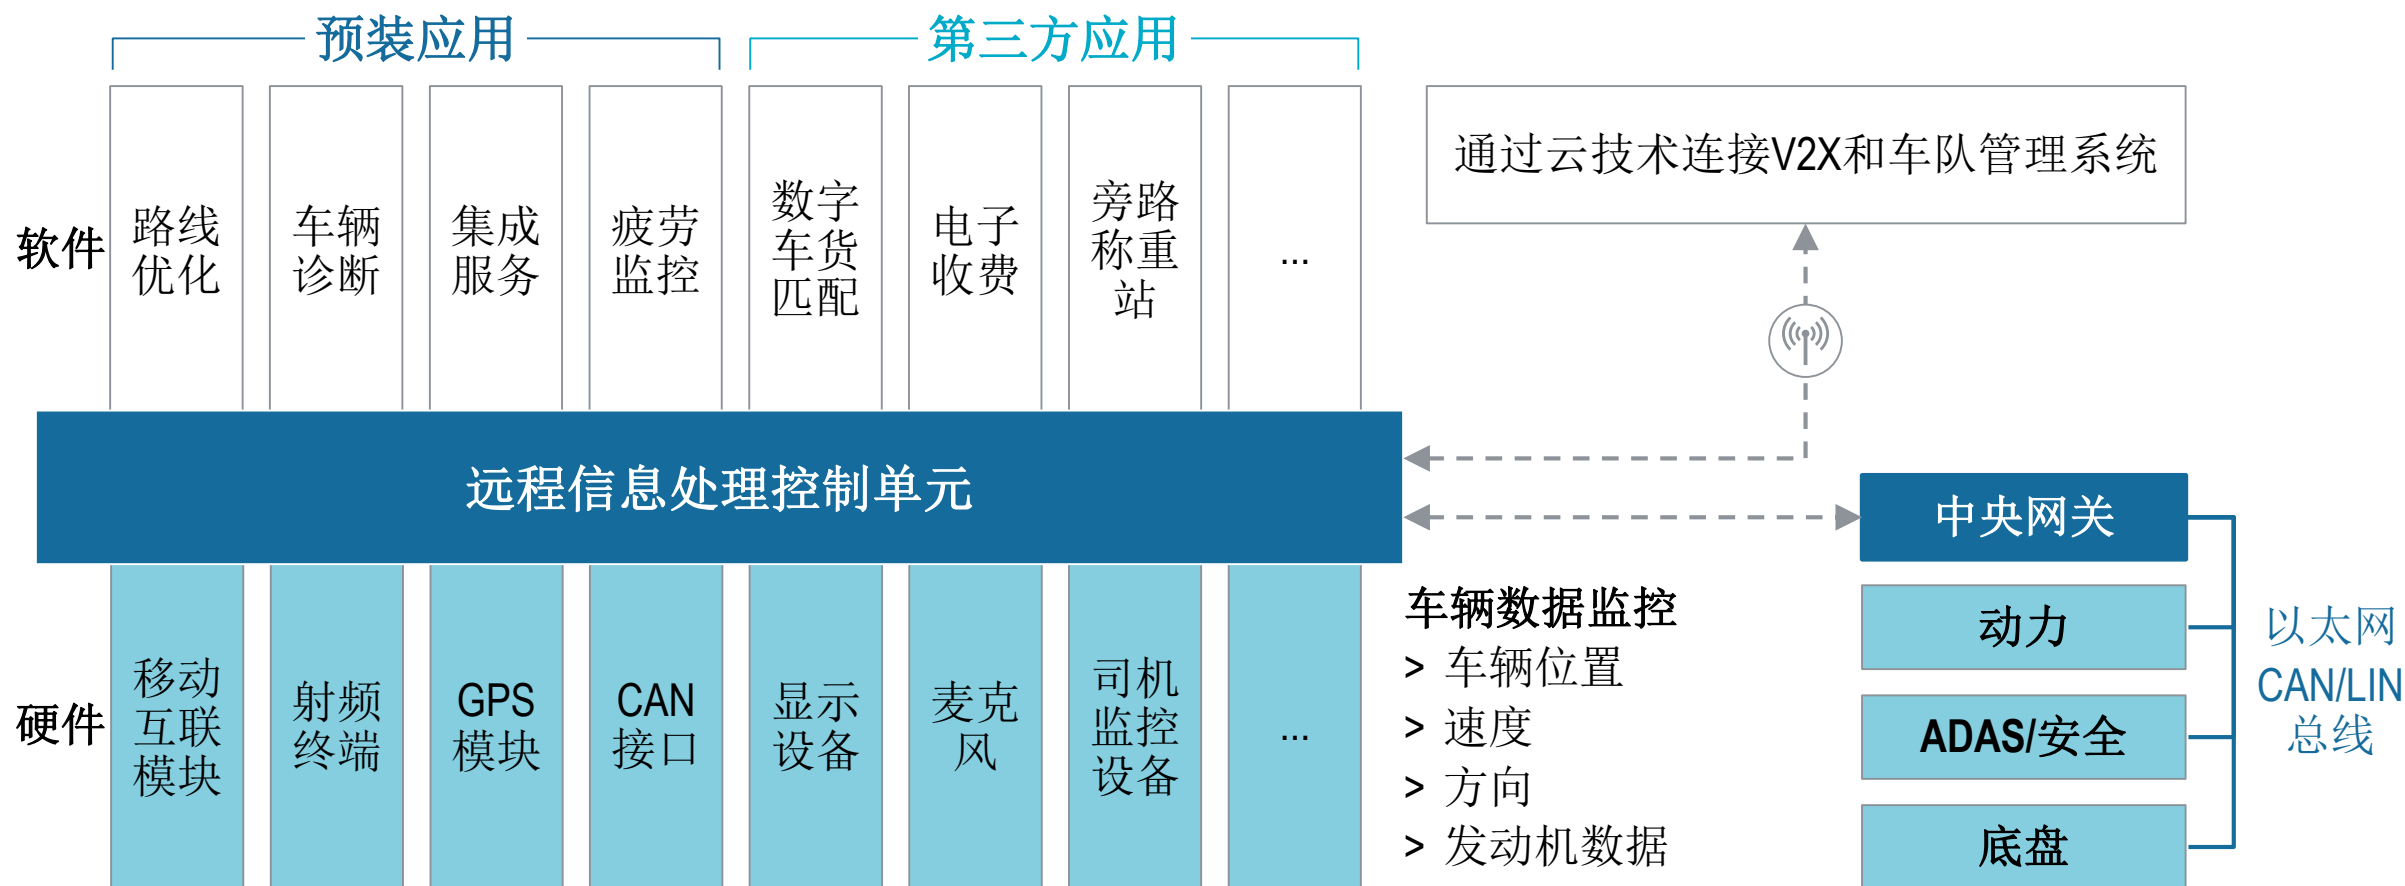 预装应用
第三方应用
软件
路线
优化
车辆
诊断
集成
服务
疲劳
监控
数字
车货
匹配
电子
收费
旁路
称重
站
...
通过云技术连接V2X和车队管理系统
远程信息处理控制单元
中央网关
硬件
移动
互联
模块
射频
终端
GPS
模块
CAN
接口
显示
设备
麦克
风
司机
监控
设备
...
车辆数据监控
> 车辆位置
> 速度
> 方向
> 发动机数据
动力
ADAS/安全
底盘
以太网
CAN/LIN
总线